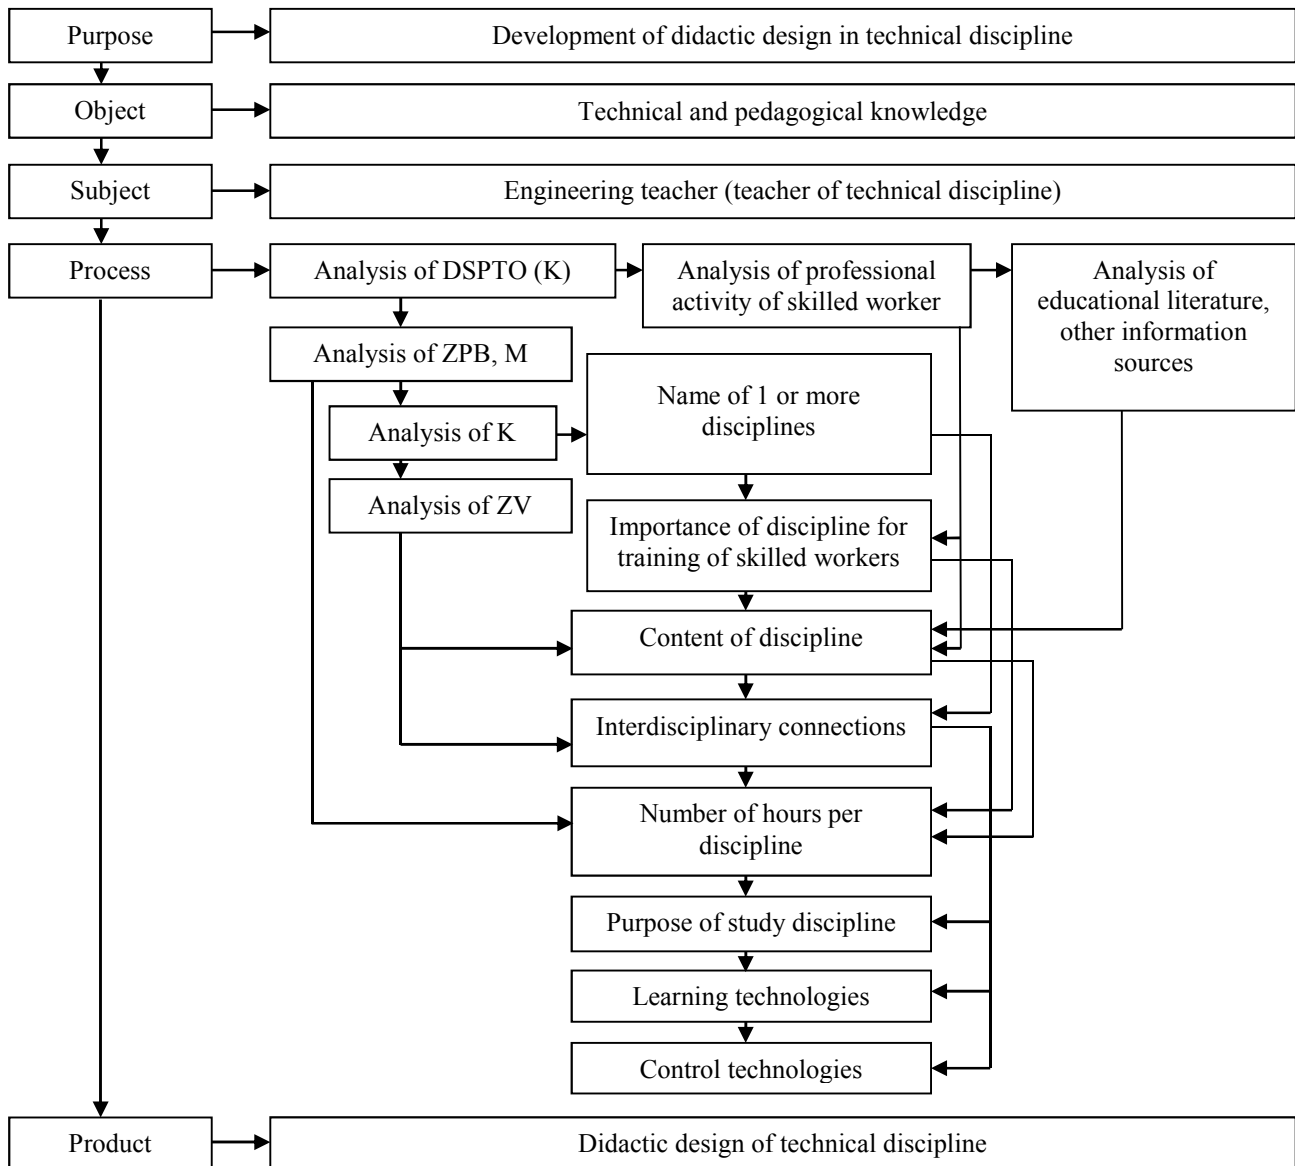 Purpose
Development of didactic design in technical discipline
Object
Technical and pedagogical knowledge
Subject
Engineering teacher (teacher of technical discipline)
Process
Analysis of DSPTO (K)
Analysis of professional
activity of skilled worker
Analysis of
educational literature,
other information
sources
Analysis of ZPB, M
Name of 1 or more
disciplines
Analysis of K
Analysis of ZV
Importance of discipline for
training of skilled workers
Content of discipline
Interdisciplinary connections
Number of hours per
discipline
Purpose of study discipline
Learning technologies
Control technologies
Product
Didactic design of technical discipline